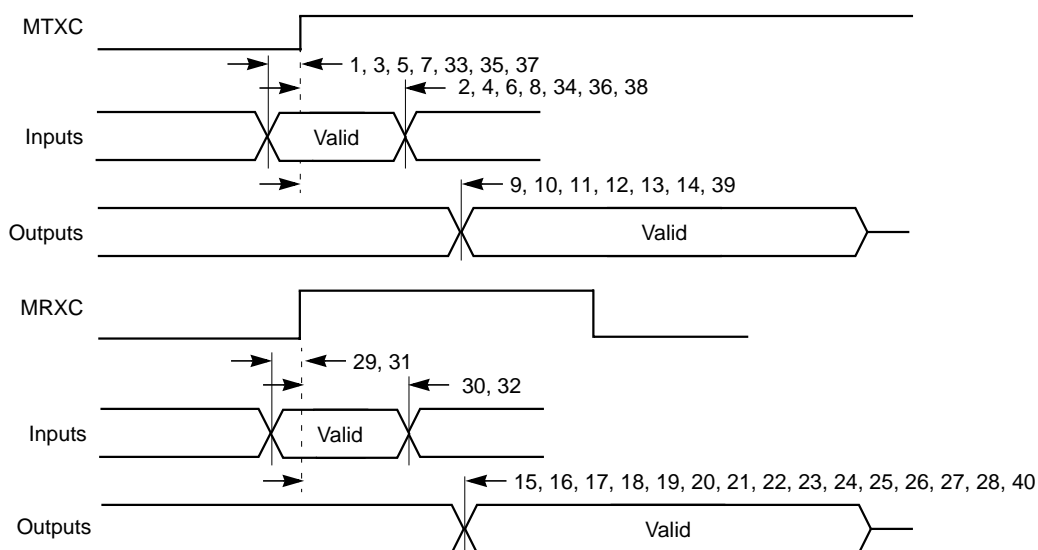 MTXC
1, 3, 5, 7, 33, 35, 37
2, 4, 6, 8, 34, 36, 38
Inputs
Valid
9, 10, 11, 12, 13, 14, 39
Outputs
Valid
MRXC
29, 31
30, 32
Inputs
Valid
15, 16, 17, 18, 19, 20, 21, 22, 23, 24, 25, 26, 27, 28, 40
Outputs
Valid